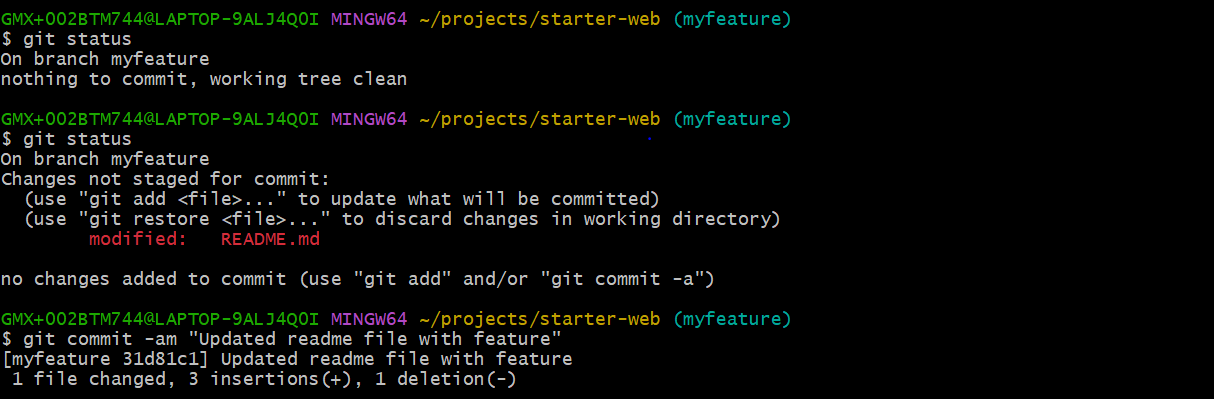 GMX+002BTM744@LAPTOP-9ALJ4Q0I MINGW64 ~/projects/starter-web (myfeature)
$ git status
On branch myfeature
nothing to commit, working tree clean
GMX+002BTM744@LAPTOP-9ALJ4Q0I MINGW64 ~/projects/starter-web (myfeature)
$ git status
On branch myfeature
Changes not staged for commit:
  (use "git add <file>..." to update what will be committed)
  (use "git restore <file>..." to discard changes in working directory)
        modified:   README.md
no changes added to commit (use "git add" and/or "git commit -a")
GMX+002BTM744@LAPTOP-9ALJ4Q0I MINGW64 ~/projects/starter-web (myfeature)
$ git commit -am "Updated readme file with feature"
[myfeature 31d81c1] Updated readme file with feature
 1 file changed, 3 insertions(+), 1 deletion(-)